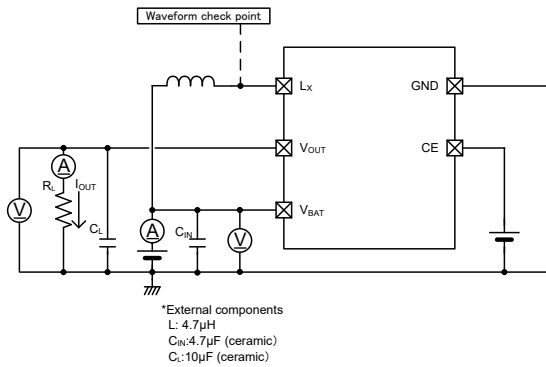 Waveform check point
LX
GND
VOUT
CE
A
RL
IOUT
V
CL
VBAT
A
CIN
V
*External components
L: 4.7μH
CIN:4.7μF (ceramic)
CL:10μF (ceramic)